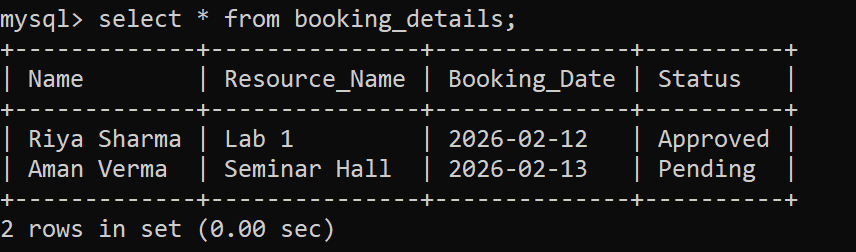 mysql> select * from booking_details;
+-------------+---------------+--------------+----------+
| Name        | Resource_Name | Booking_Date | Status   |
+-------------+---------------+--------------+----------+
| Riya Sharma | Lab 1         | 2026-02-12   | Approved |
| Aman Verma  | Seminar Hall  | 2026-02-13   | Pending  |
+-------------+---------------+--------------+----------+
2 rows in set (0.00 sec)